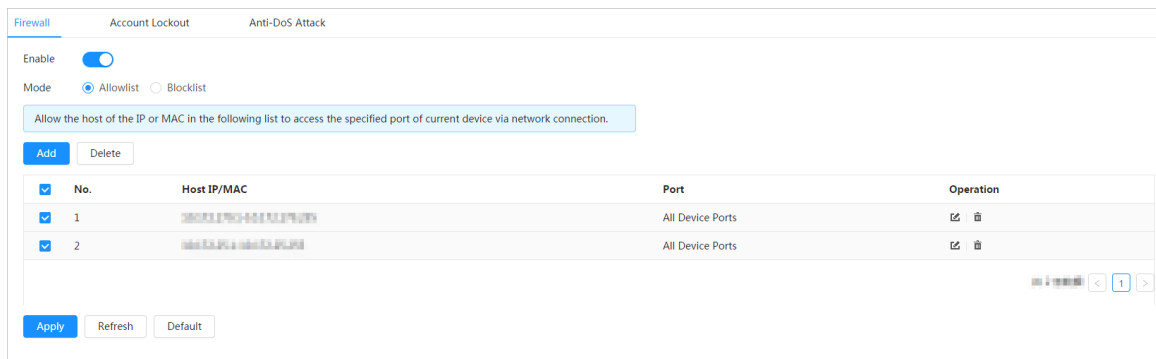 Firewall Account Lockout Anti-DoS Attack
Enable
Mode Allowlist Blocklist
Allow the host of the IP or MAC in the following list to access the specified port of current device via network connection.
Add Delete
No. Host IP/MAC Port Operation
1 All Device Ports
2 All Device Ports
1
Apply Refresh Default